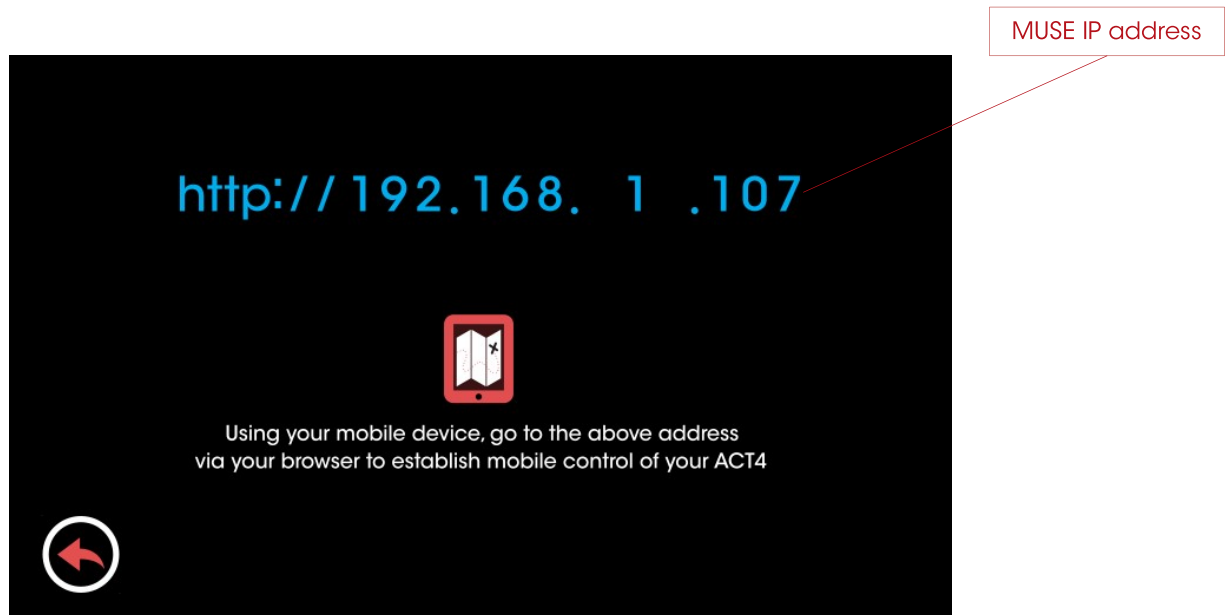 MUSE IP address
http://192.168. 1 .107
Using your mobile device, go to the above address
via your browser to establish mobile control of your ACT4